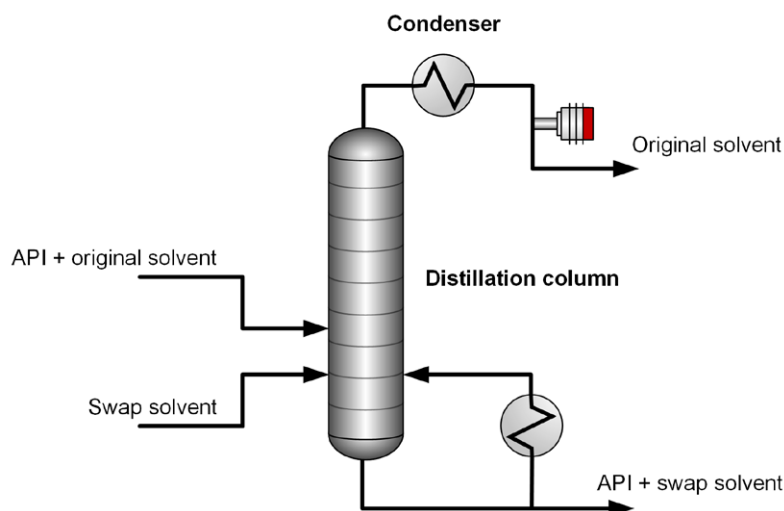 Condenser
Original solvent
API + original solvent
Distillation column
Swap solvent
API + swap solvent